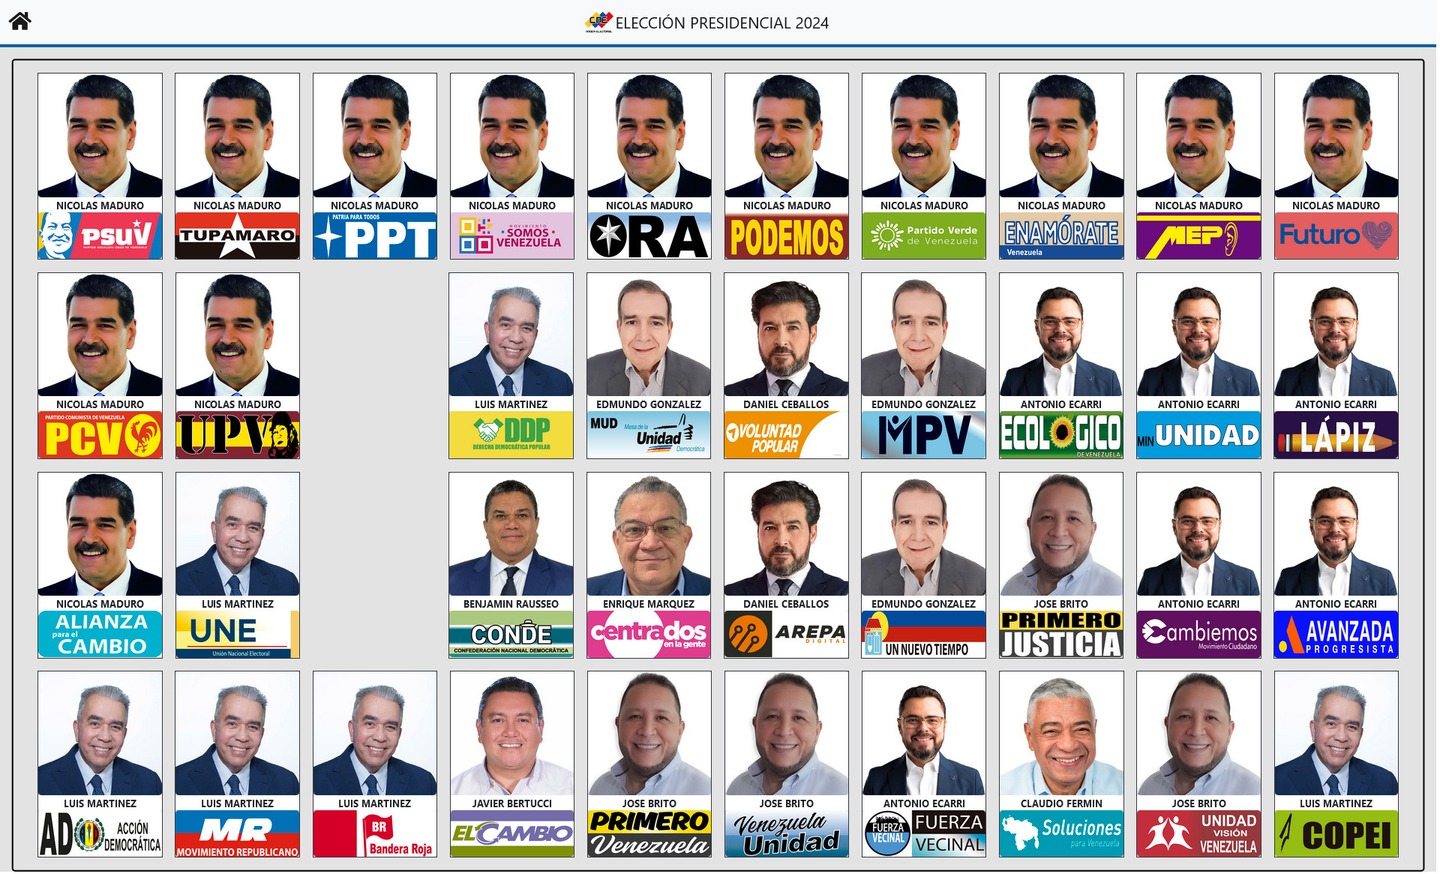 CNE
PODER ELECTORAL
ELECCIÓN PRESIDENCIAL 2024
NICOLAS MADURO
PSUV
NICOLAS MADURO
TUPAMARO
NICOLAS MADURO
PATRIA PARA TODOS
PPT
NICOLAS MADURO
MOVIMIENTO
SOMOS
VENEZUELA
NICOLAS MADURO
ORA
NICOLAS MADURO
PODEMOS
NICOLAS MADURO
Partido Verde
de Venezuela
NICOLAS MADURO
ENAMÓRATE
Venezuela
NICOLAS MADURO
MEP
NICOLAS MADURO
Futuro
NICOLAS MADURO
PARTIDO COMUNISTA DE VENEZUELA
PCV
NICOLAS MADURO
UPV
LUIS MARTINEZ
DDP
DERECHA DEMOCRÁTICA POPULAR
EDMUNDO GONZALEZ
MUD
Mesa de la
Unidad
Democrática
DANIEL CEBALLOS
VOLUNTAD
POPULAR
EDMUNDO GONZALEZ
MPV
ANTONIO ECARRI
ECOLOGICO
DE VENEZUELA
ANTONIO ECARRI
MIN UNIDAD
ANTONIO ECARRI
LÁPIZ
NICOLAS MADURO
ALIANZA
para el
CAMBIO
LUIS MARTINEZ
UNE
Unión Nacional Electoral
BENJAMIN RAUSSEO
CONDE
CONFEDERACIÓN NACIONAL DEMOCRÁTICA
ENRIQUE MARQUEZ
centrados
en la gente
DANIEL CEBALLOS
AREPA
DIGITAL
EDMUNDO GONZALEZ
UN NUEVO TIEMPO
JOSE BRITO
PRIMERO
JUSTICIA
ANTONIO ECARRI
Cambiemos
Movimiento Ciudadano
ANTONIO ECARRI
AVANZADA
PROGRESISTA
LUIS MARTINEZ
AD
ACCIÓN
DEMOCRÁTICA
LUIS MARTINEZ
MR
MOVIMIENTO REPUBLICANO
LUIS MARTINEZ
BR
Bandera Roja
JAVIER BERTUCCI
EL CAMBIO
JOSE BRITO
PRIMERO
Venezuela
JOSE BRITO
Venezuela
Unidad
ANTONIO ECARRI
FUERZA
VECINAL
FUERZA
VECINAL
CLAUDIO FERMIN
Soluciones
para Venezuela
JOSE BRITO
UNIDAD
VISIÓN
VENEZUELA
LUIS MARTINEZ
COPEI